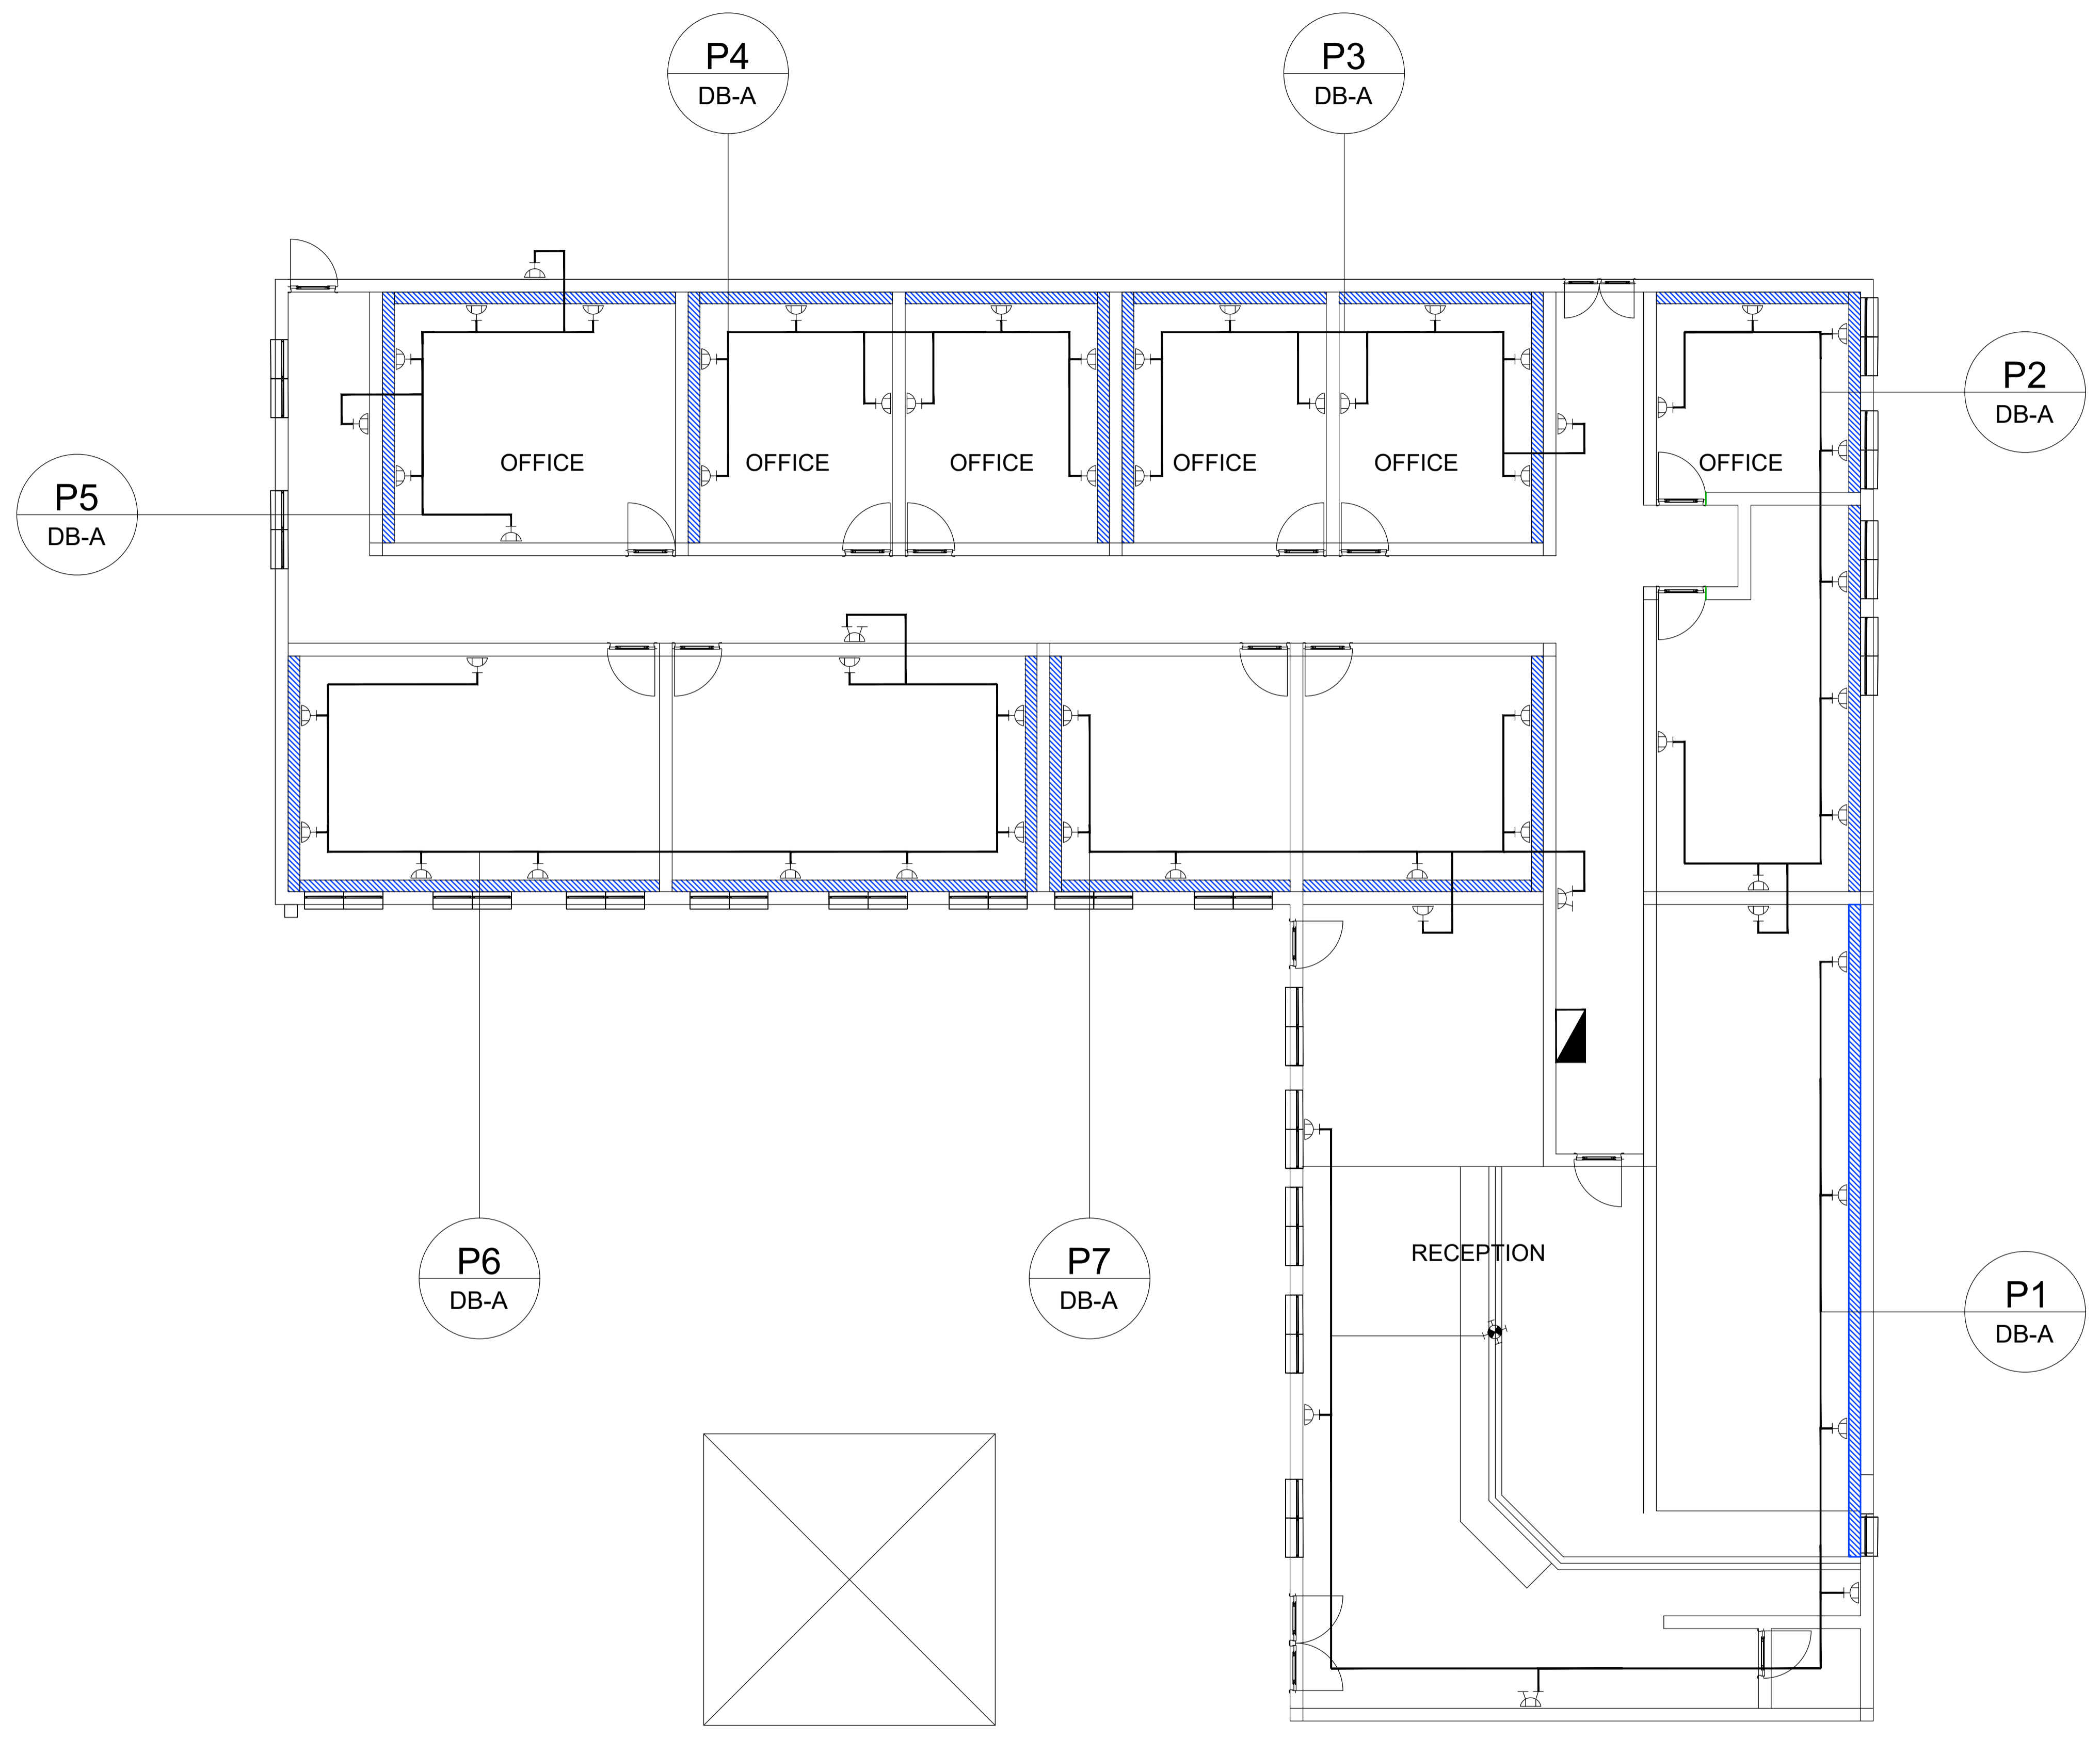 P4
DB-A
P3
DB-A
P2
DB-A
OFFICE
OFFICE
OFFICE
OFFICE
OFFICE
OFFICE
P5
DB-A
P6
DB-A
P7
DB-A
RECEPTION
P1
DB-A